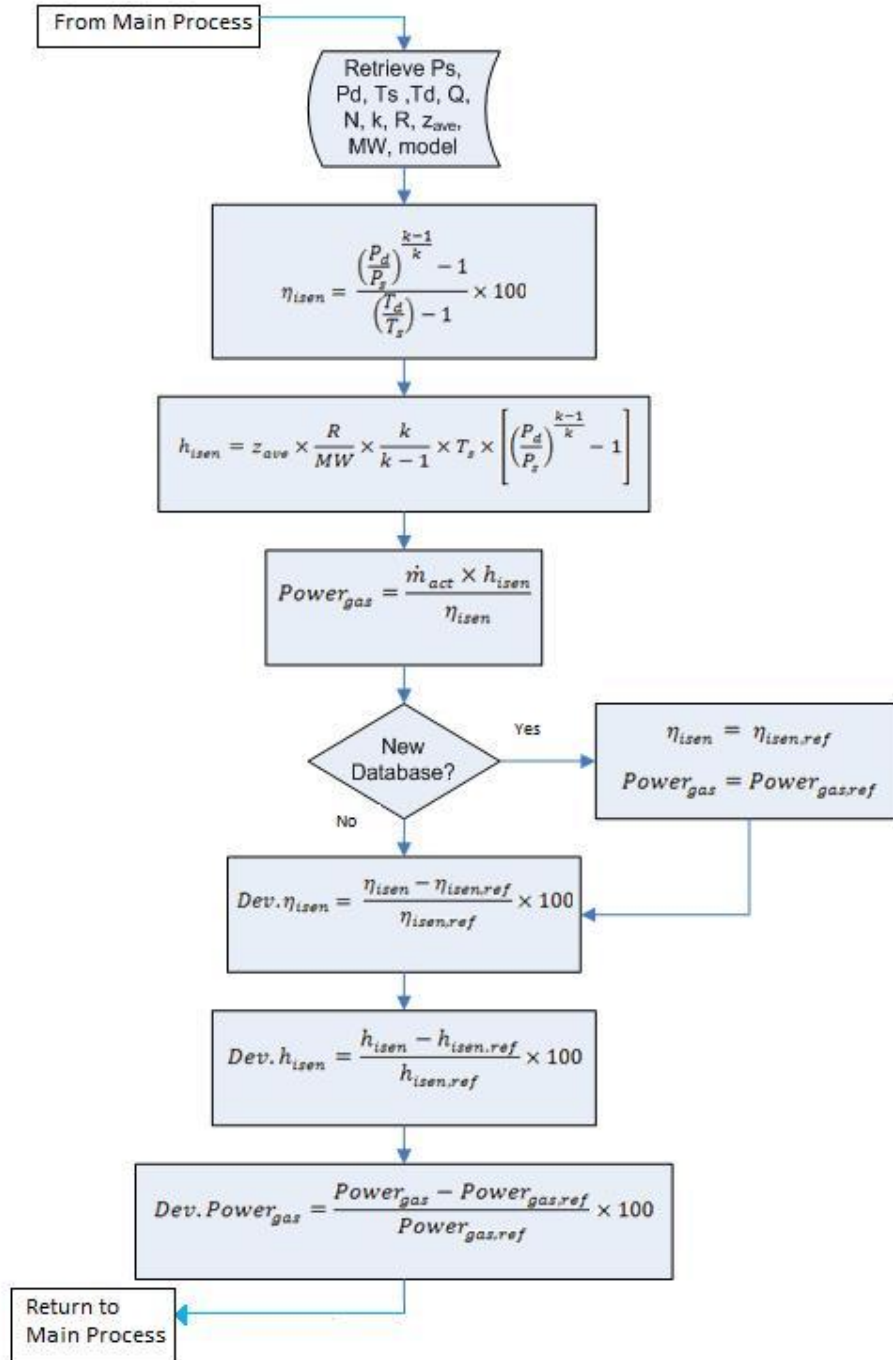 From Main Process
Retrieve Ps,
Pd, Ts ,Td, Q,
N, k, R, z_ave,
MW, model
η_isen = ((P_d/P_s)^((k−1)/k) − 1)/((T_d/T_s) − 1) × 100
h_isen = z_ave × R/MW × k/(k − 1) × T_s × [(P_d/P_s)^((k−1)/k) − 1]
Power_gas = (ṁ_act × h_isen)/η_isen
New
Database?
Yes
η_isen = η_isen,ref
Power_gas = Power_gas,ref
No
Dev.η_isen = (η_isen − η_isen,ref)/η_isen,ref × 100
Dev.h_isen = (h_isen − h_isen,ref)/h_isen,ref × 100
Dev.Power_gas = (Power_gas − Power_gas,ref)/Power_gas,ref × 100
Return to
Main Process